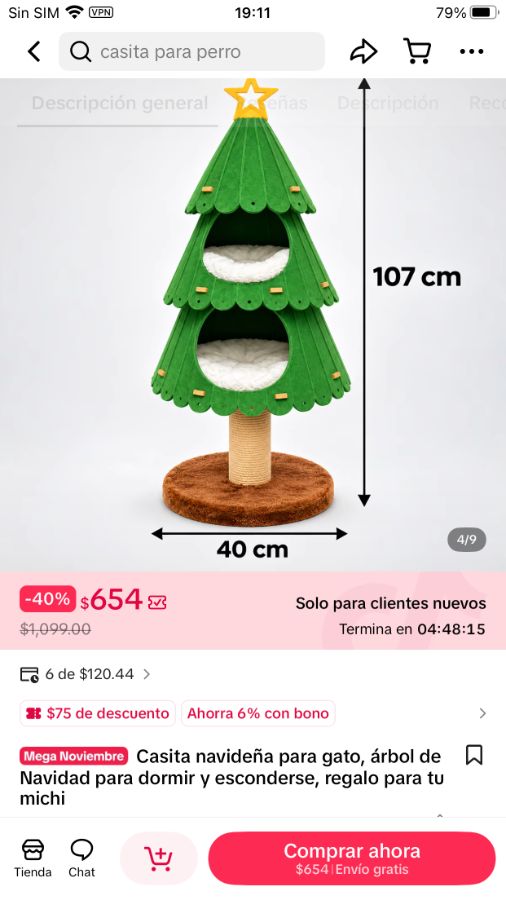 Sin SIM VPN 19:11 79%
casita para perro
Descripción general eseñas Descripción Reco
107 cm
40 cm
4/9
-40% $654 Solo para clientes nuevos
$1,099.00 Termina en 04:48:15
6 de $120.44
$75 de descuento Ahorra 6% con bono
Mega Noviembre Casita navideña para gato, árbol de
Navidad para dormir y esconderse, regalo para tu
michi
Tienda Chat Comprar ahora
$654 | Envío gratis